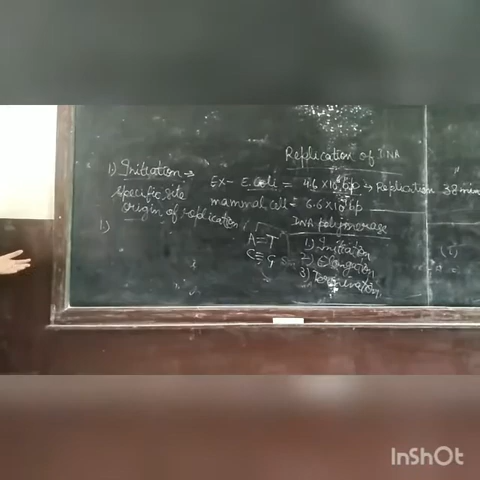 Replication of DNA
1) Initiation →
Ex- E.Coli = 4.6 × 10⁶ bp → Replication 38 min
Specific site
mammal cell = 6.6 × 10⁹ bp
origin of replication
DNA polymerase
1)
A=T
1) Initiation
C≡G
2) Elongation
3) Termination
InShOt